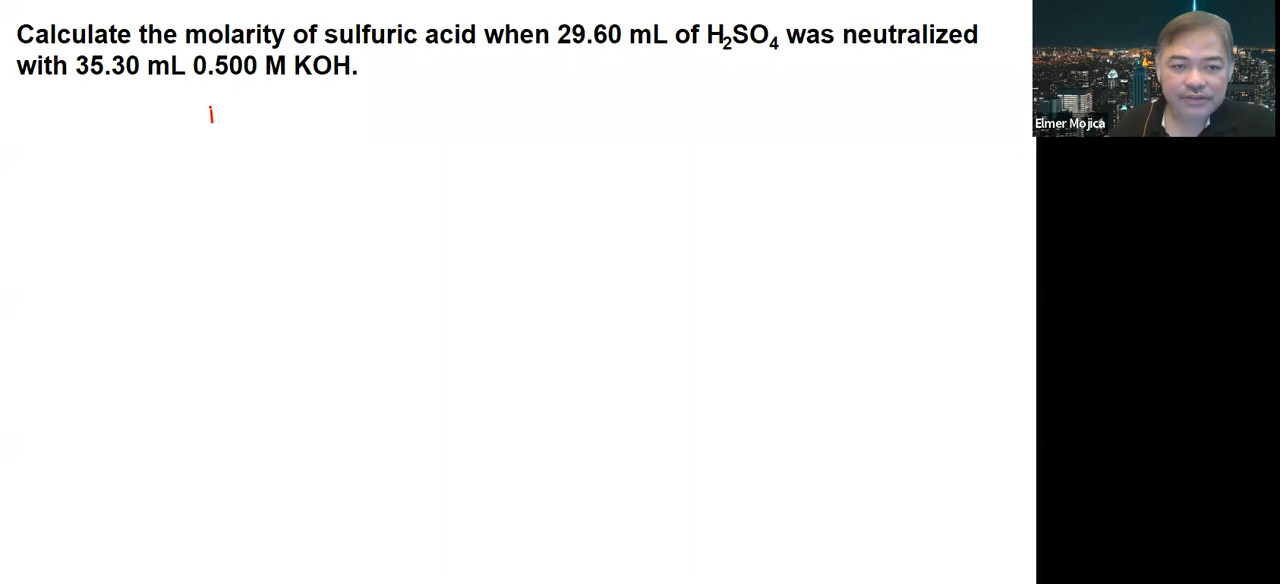 Calculate the molarity of sulfuric acid when 29.60 mL of H₂SO₄ was neutralized
with 35.30 mL 0.500 M KOH.
Elmer Mojica